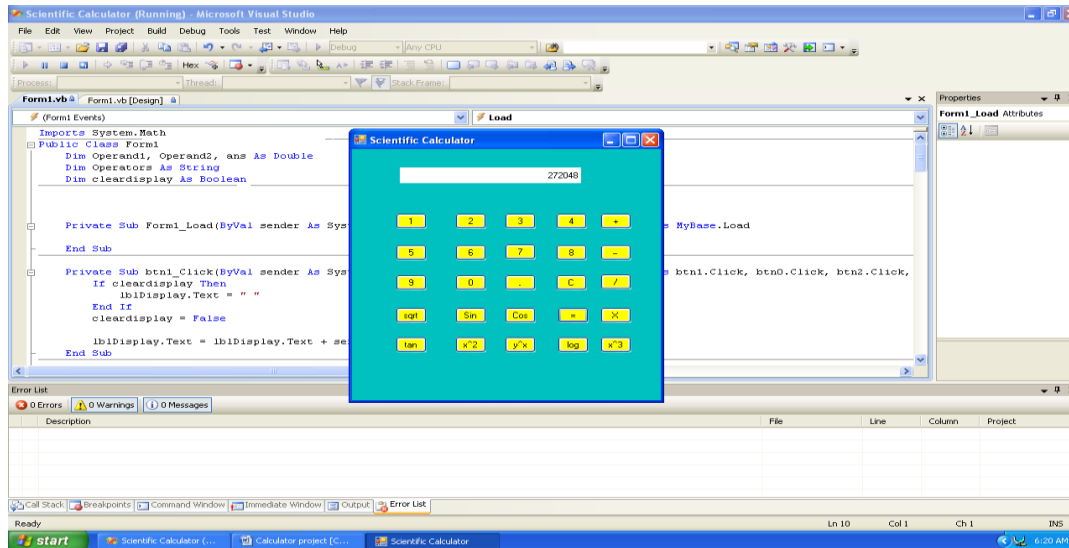 Scientific Calculator (Running) - Microsoft Visual Studio
File Edit View Project Build Debug Tools Test Window Help
Debug Any CPU
Hex
Process: Thread: Stack Frame:
Form1.vb Form1.vb [Design]
(Form1 Events) Load
Imports System.Math
Public Class Form1
Dim Operand1, Operand2, ans As Double
Dim Operators As String
Dim cleardisplay As Boolean
Private Sub Form1_Load(ByVal sender As Sys
s MyBase.Load
End Sub
Private Sub btn1_Click(ByVal sender As Sys
s btn1.Click, btn0.Click, btn2.Click,
If cleardisplay Then
lblDisplay.Text = " "
End If
cleardisplay = False
lblDisplay.Text = lblDisplay.Text + se
End Sub
Scientific Calculator
272048
1 2 3 4 +
5 6 7 8 -
9 0 . C /
sqrt Sin Cos = X
tan x^2 y^x log x^3
Properties
Form1_Load Attributes
Error List
0 Errors 0 Warnings 0 Messages
Description File Line Column Project
Call Stack Breakpoints Command Window Immediate Window Output Error List
Ready Ln 10 Col 1 Ch 1 INS
start Scientific Calculator (... Calculator project [C... Scientific Calculator 6:20 AM